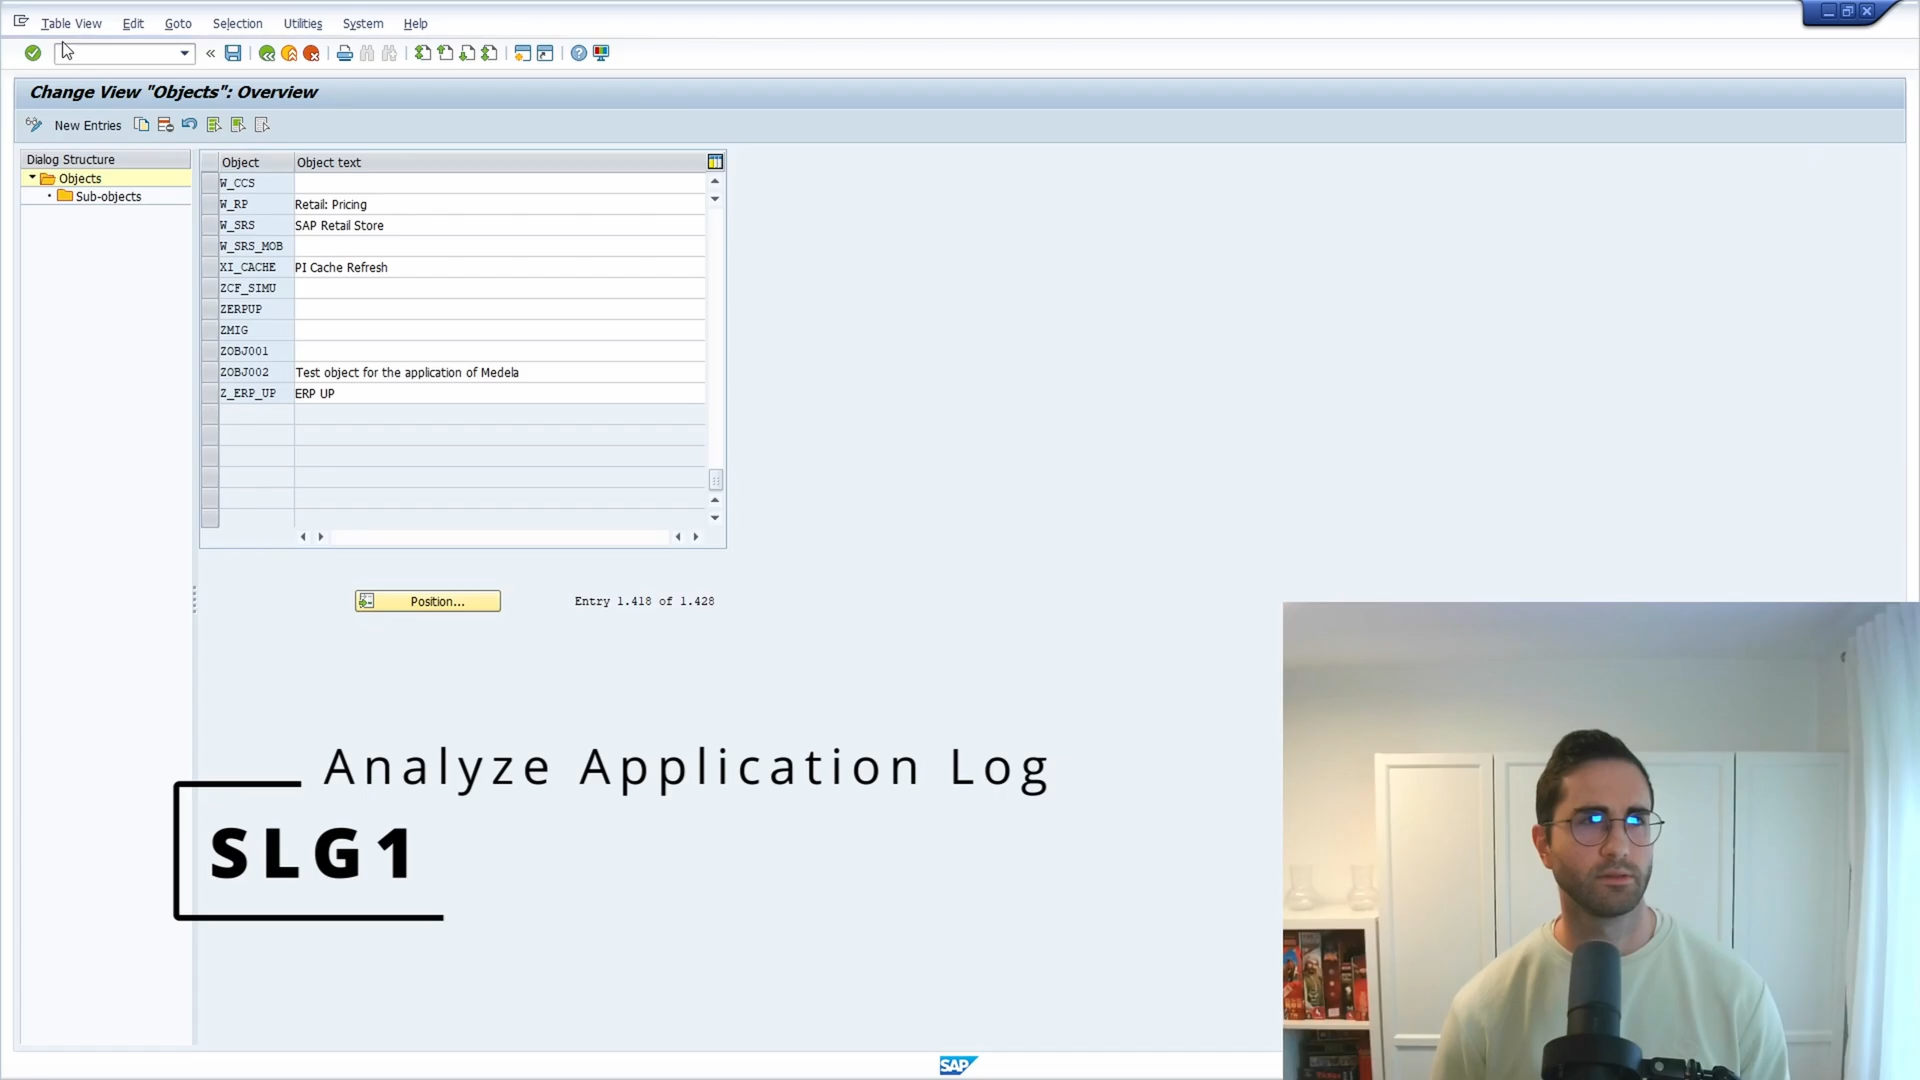 Table View Edit Goto Selection Utilities System Help
Change View "Objects": Overview
New Entries
Dialog Structure
Objects
Sub-objects
Object Object text
W_CCS
W_RP Retail: Pricing
W_SRS SAP Retail Store
W_SRS_MOB
XI_CACHE PI Cache Refresh
ZCF_SIMU
ZERPUP
ZMIG
ZOBJ001
ZOBJ002 Test object for the application of Medela
Z_ERP_UP ERP UP
Position... Entry 1.418 of 1.428
Analyze Application Log
SLG1
SAP